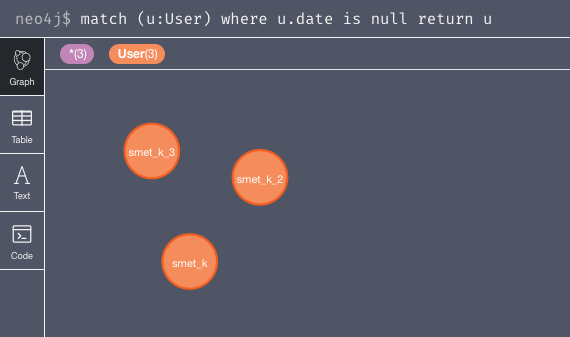 neo4j$ match (u:User) where u.date is null return u
*(3) User(3)
Graph
Table
Text
Code
smet_k_3
smet_k_2
smet_k